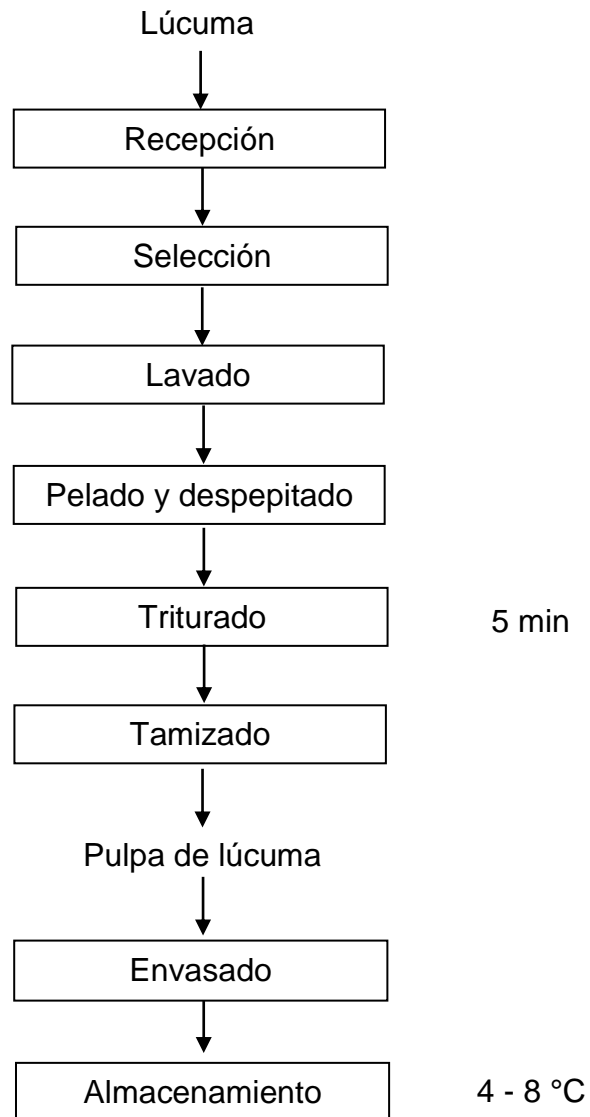 Lúcuma
Recepción
Selección
Lavado
Pelado y despepitado
Triturado
5 min
Tamizado
Pulpa de lúcuma
Envasado
Almacenamiento
4 - 8 °C